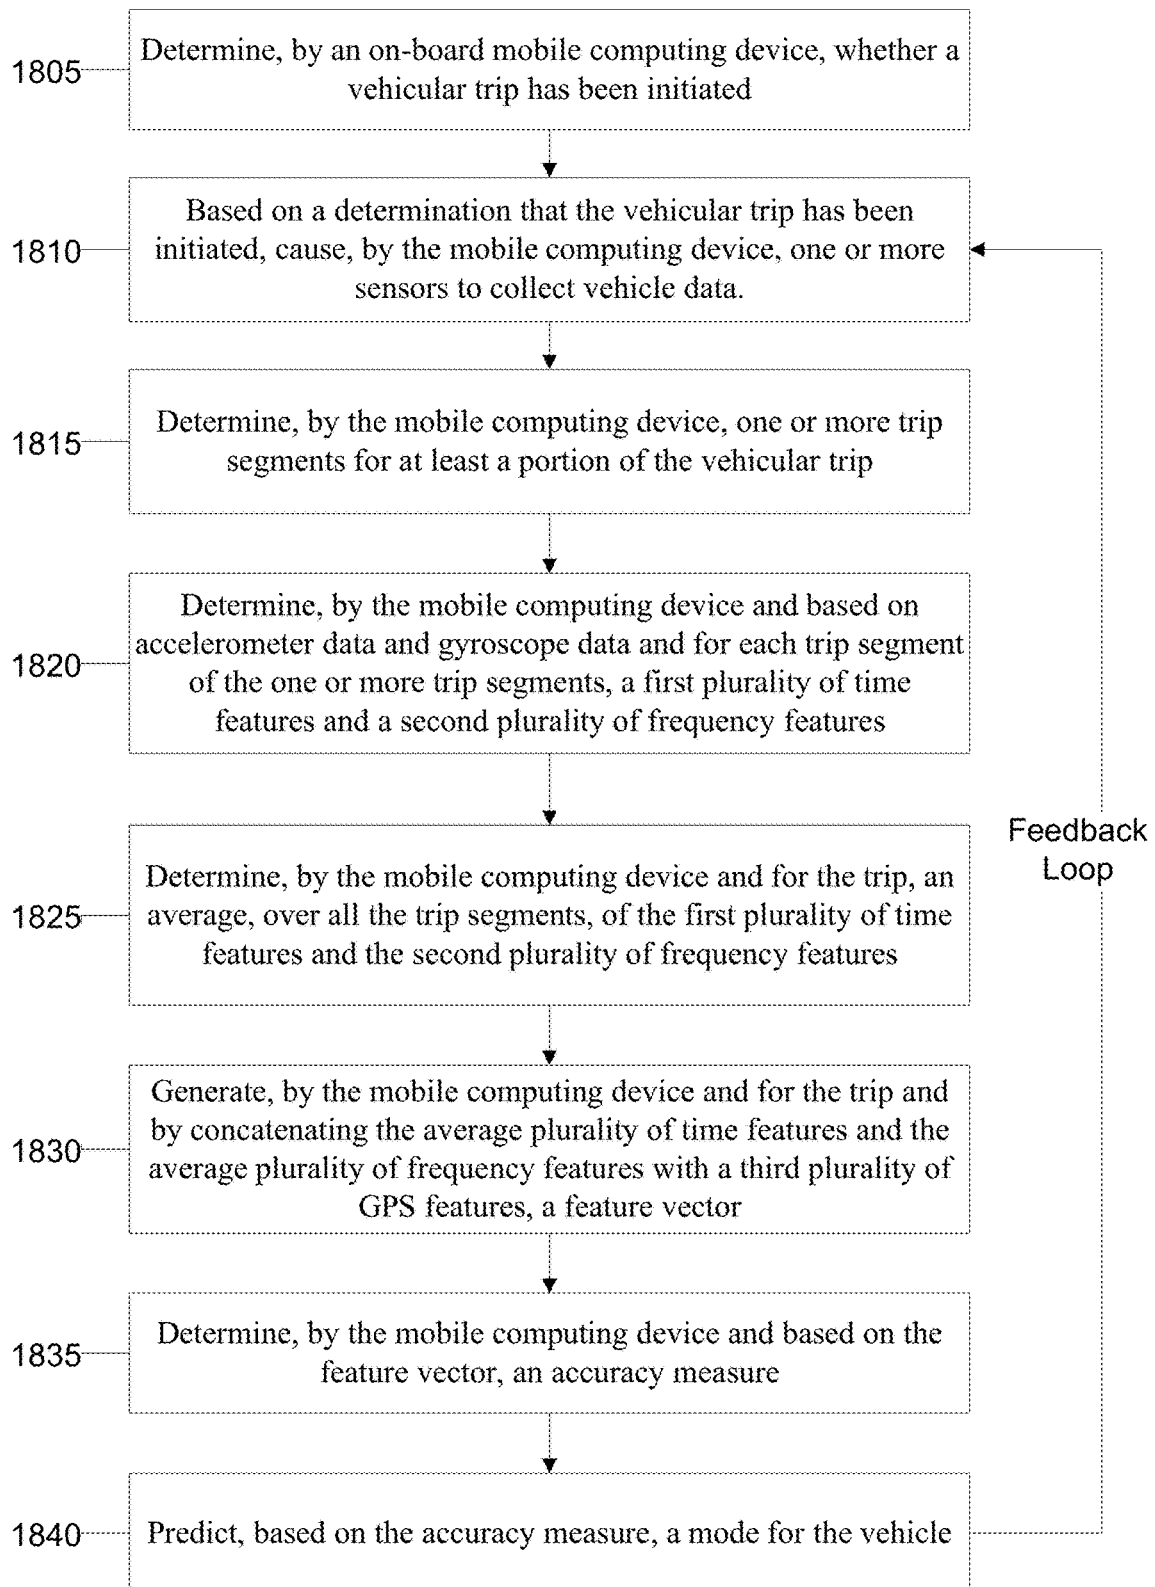 1805
Determine, by an on-board mobile computing device, whether a
vehicular trip has been initiated
1810
Based on a determination that the vehicular trip has been
initiated, cause, by the mobile computing device, one or more
sensors to collect vehicle data.
1815
Determine, by the mobile computing device, one or more trip
segments for at least a portion of the vehicular trip
1820
Determine, by the mobile computing device and based on
accelerometer data and gyroscope data and for each trip segment
of the one or more trip segments, a first plurality of time
features and a second plurality of frequency features
Feedback
Loop
1825
Determine, by the mobile computing device and for the trip, an
average, over all the trip segments, of the first plurality of time
features and the second plurality of frequency features
1830
Generate, by the mobile computing device and for the trip and
by concatenating the average plurality of time features and the
average plurality of frequency features with a third plurality of
GPS features, a feature vector
1835
Determine, by the mobile computing device and based on the
feature vector, an accuracy measure
1840
Predict, based on the accuracy measure, a mode for the vehicle